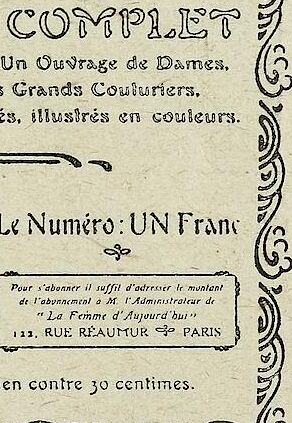 COMPLET
Un Ouvrage de Dames,
s Grands Couturiers,
és, illustrés en couleurs.
Le Numéro : UN Franc
Pour s'abonner il suffit d'adresser le montant
de l'abonnement à M. l'Administrateur de
" La Femme d'Aujourd'hui "
122, RUE RÉAUMUR PARIS
en contre 30 centimes.